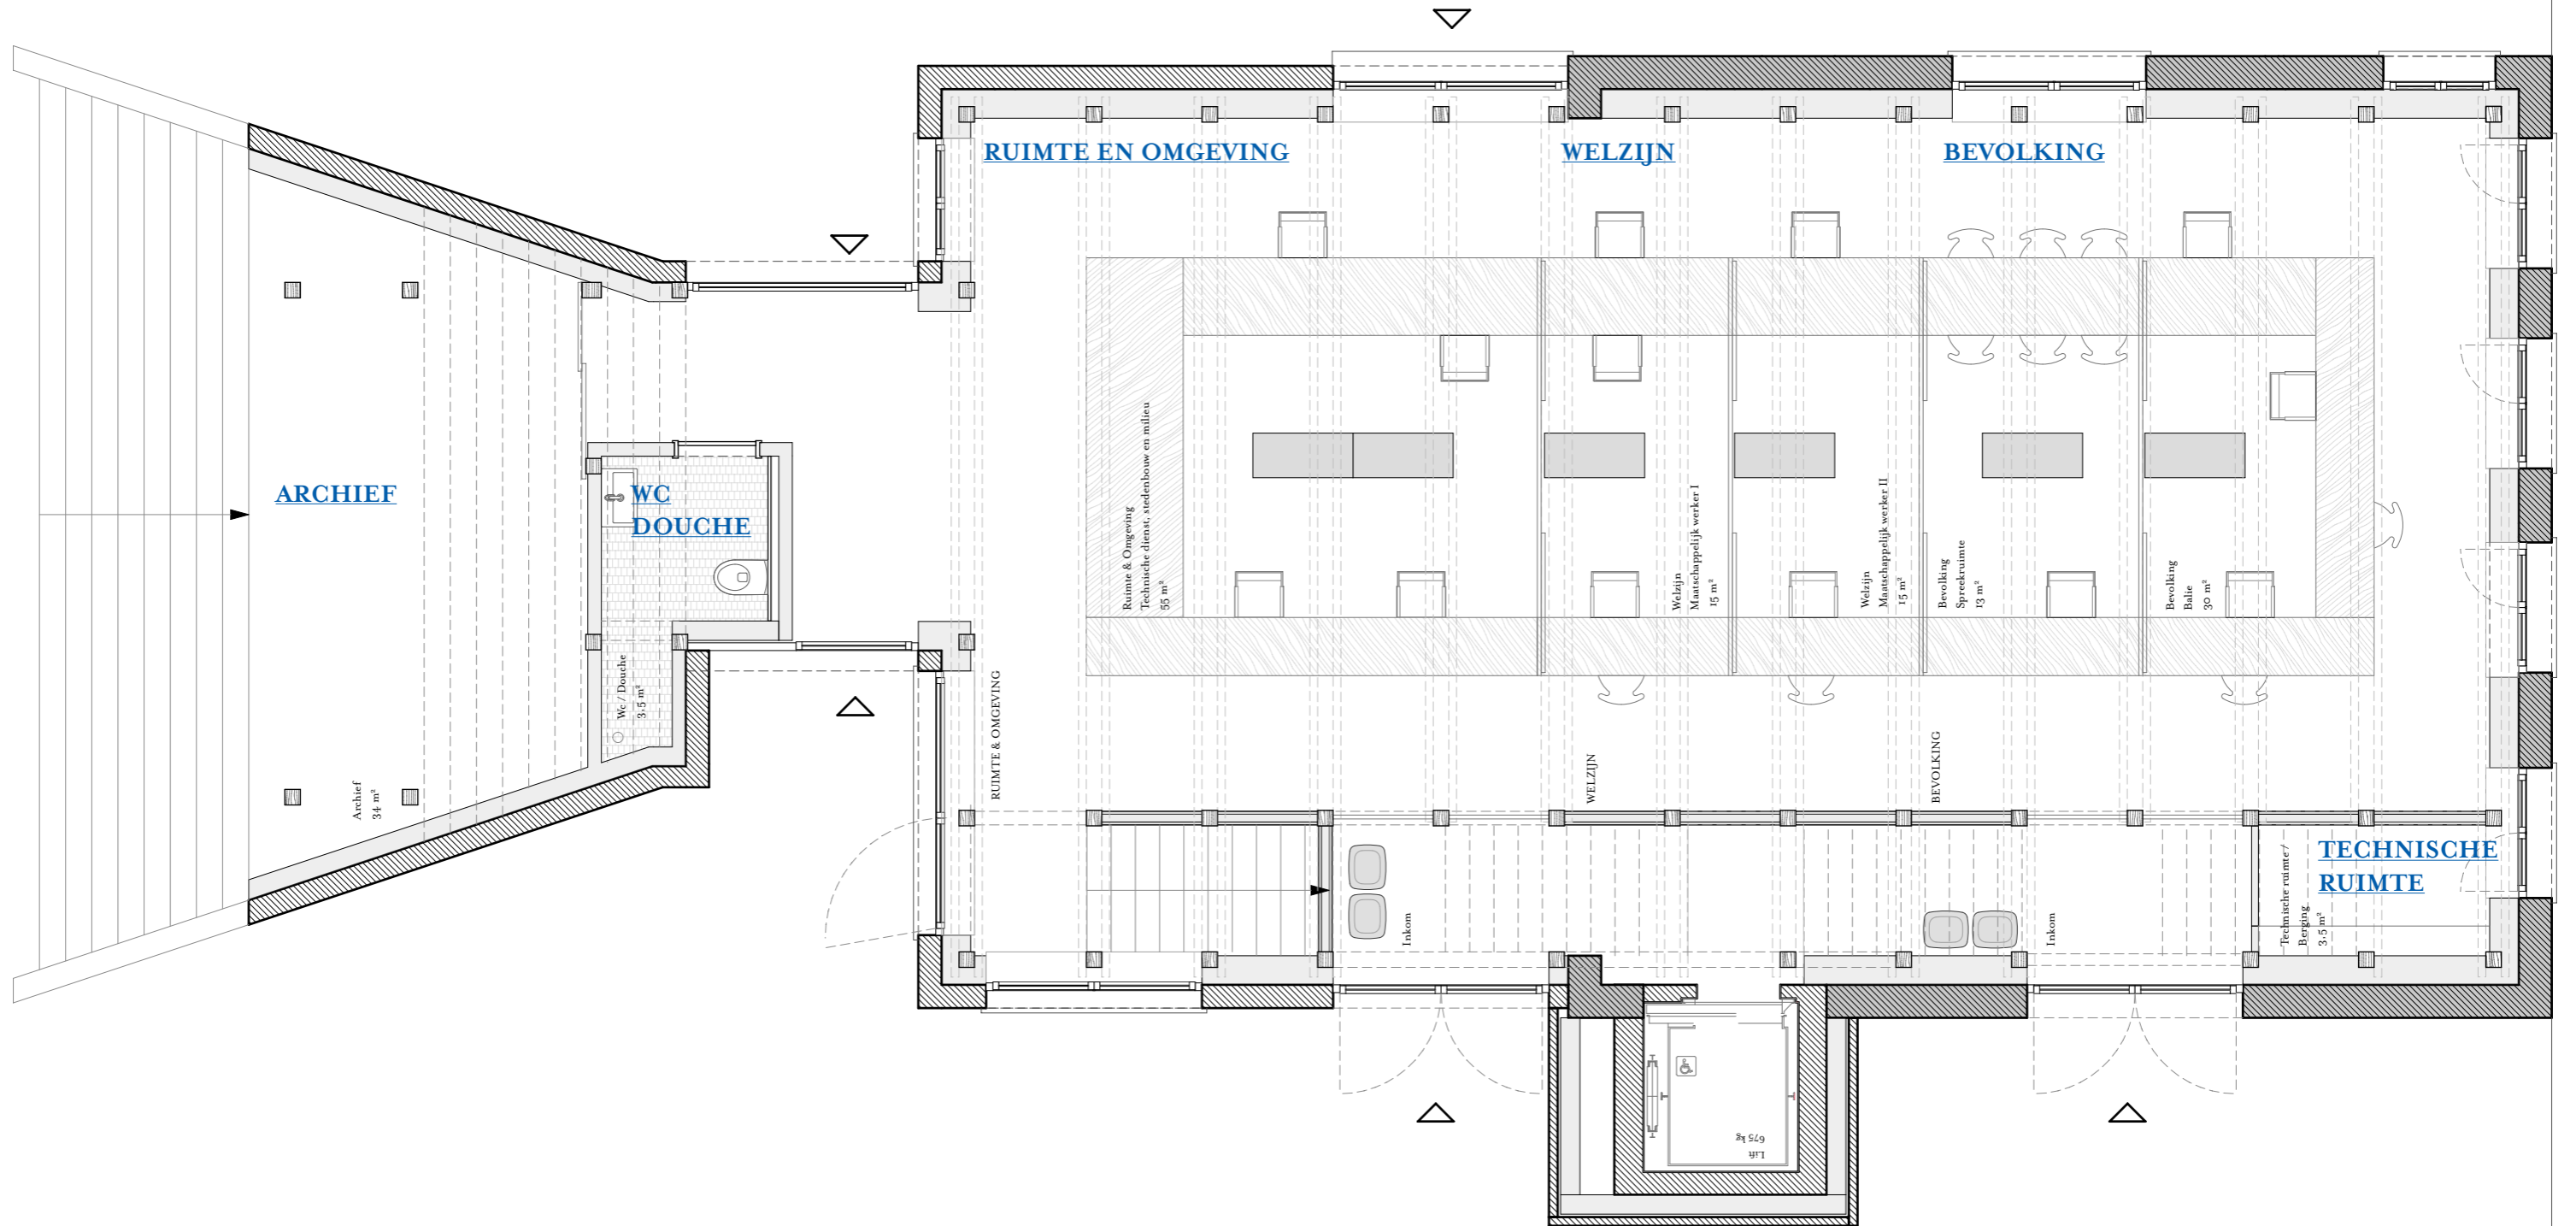 RUIMTE EN OMGEVING
WELZIJN
BEVOLKING
ARCHIEF
WC
DOUCHE
TECHNISCHE
RUIMTE
Archief
34 m²
Wc / Douche
3.5 m²
RUIMTE & OMGEVING
Ruimte & Omgeving
Technische dienst, stedenbouw en milieu
55 m²
WELZIJN
Welzijn
Maatschappelijk werker I
15 m²
Welzijn
Maatschappelijk werker II
15 m²
BEVOLKING
Bevolking
Spreekruimte
13 m²
Bevolking
Balie
30 m²
Inkom
Inkom
Technische ruimte /
Berging
3.5 m²
Lift
675 kg